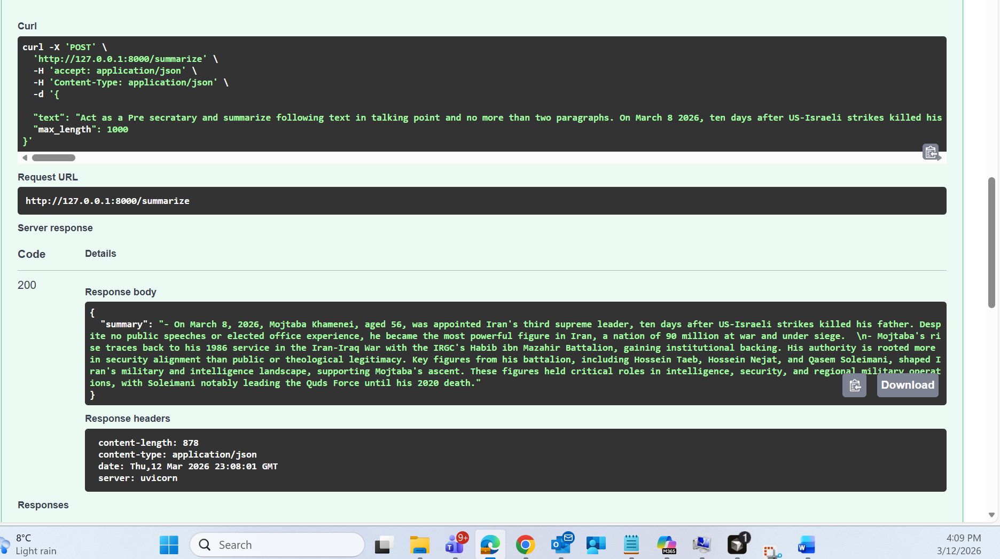 Curl
curl -X 'POST' \
'http://127.0.0.1:8000/summarize' \
-H 'accept: application/json' \
-H 'Content-Type: application/json' \
-d '{
"text": "Act as a Pre secratary and summarize following text in talking point and no more than two paragraphs. On March 8 2026, ten days after US-Israeli strikes killed his
"max_length": 1000
}'
Request URL
http://127.0.0.1:8000/summarize
Server response
Code Details
200
Response body
{
"summary": "- On March 8, 2026, Mojtaba Khamenei, aged 56, was appointed Iran's third supreme leader, ten days after US-Israeli strikes killed his father. Desp
ite no public speeches or elected office experience, he became the most powerful figure in Iran, a nation of 90 million at war and under siege.  \n- Mojtaba's ri
se traces back to his 1986 service in the Iran-Iraq War with the IRGC's Habib ibn Mazahir Battalion, gaining institutional backing. His authority is rooted more
in security alignment than public or theological legitimacy. Key figures from his battalion, including Hossein Taeb, Hossein Nejat, and Qasem Soleimani, shaped I
ran's military and intelligence landscape, supporting Mojtaba's ascent. These figures held critical roles in intelligence, security, and regional military operat
ions, with Soleimani notably leading the Quds Force until his 2020 death."
}
Download
Response headers
content-length: 878
content-type: application/json
date: Thu,12 Mar 2026 23:08:01 GMT
server: uvicorn
Responses
8°C
Light rain
Search
9+
T
O
M365
1
W
4:09 PM
3/12/2026